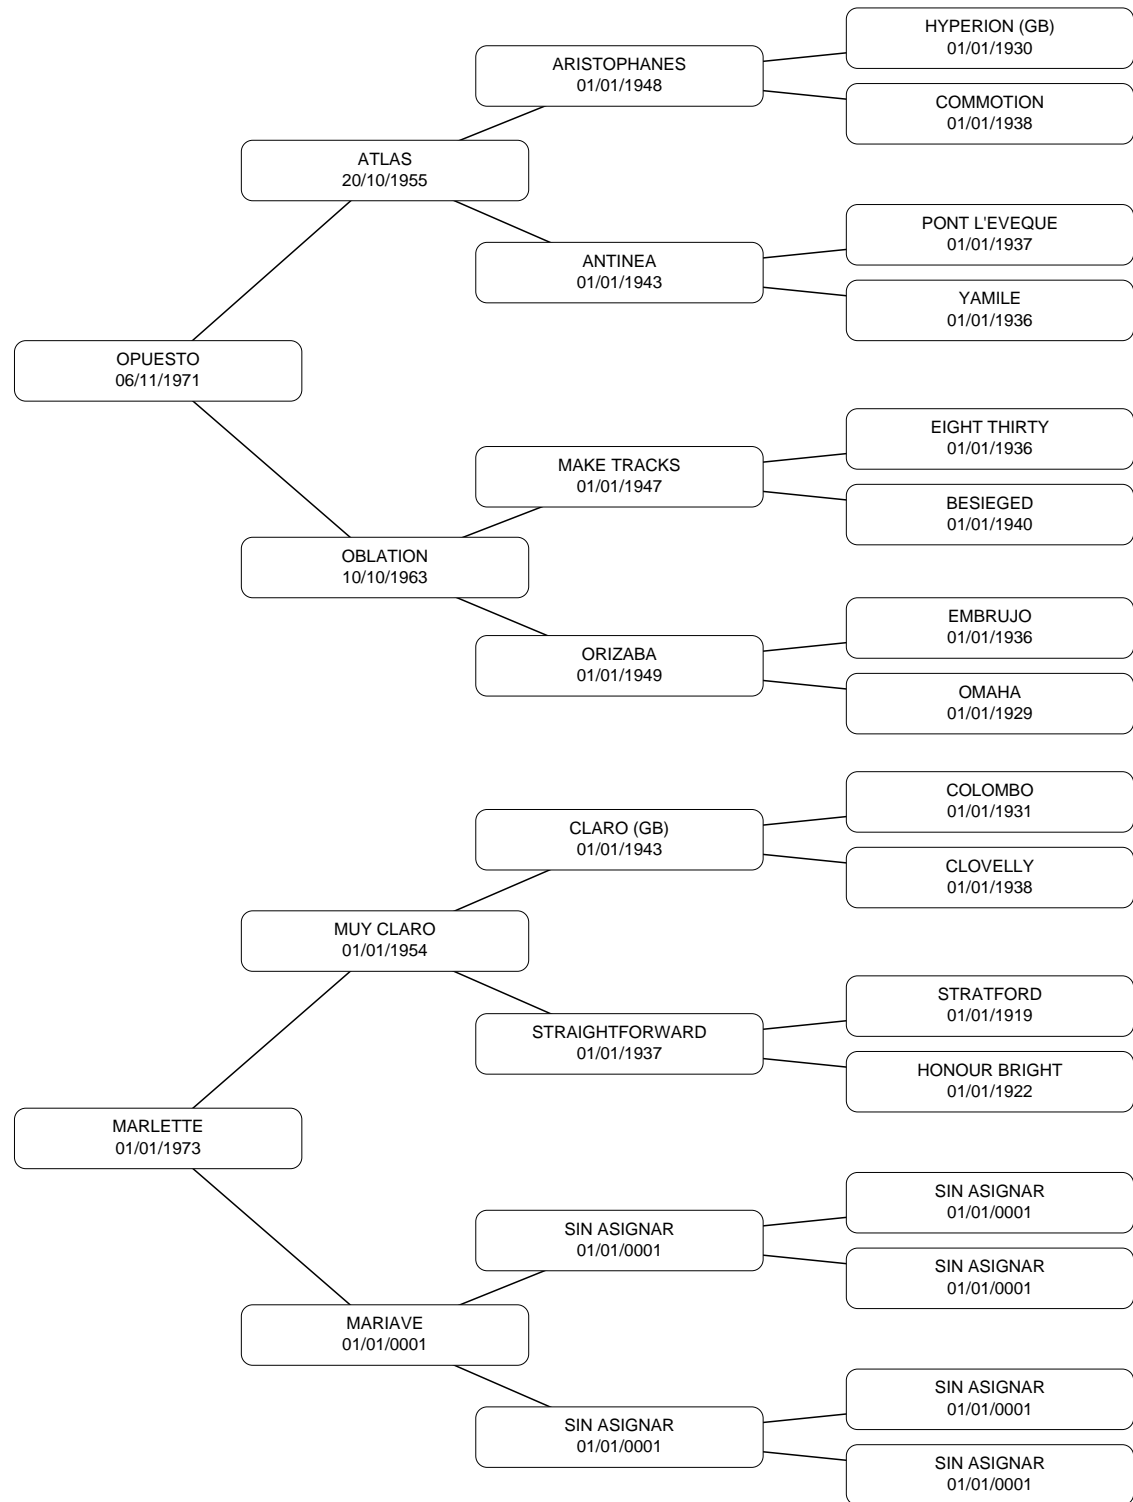 HYPERION (GB)
01/01/1930
ARISTOPHANES
01/01/1948
COMMOTION
01/01/1938
ATLAS
20/10/1955
PONT L'EVEQUE
01/01/1937
ANTINEA
01/01/1943
YAMILE
01/01/1936
OPUESTO
06/11/1971
EIGHT THIRTY
01/01/1936
MAKE TRACKS
01/01/1947
BESIEGED
01/01/1940
OBLATION
10/10/1963
EMBRUJO
01/01/1936
ORIZABA
01/01/1949
OMAHA
01/01/1929
COLOMBO
01/01/1931
CLARO (GB)
01/01/1943
CLOVELLY
01/01/1938
MUY CLARO
01/01/1954
STRATFORD
01/01/1919
STRAIGHTFORWARD
01/01/1937
HONOUR BRIGHT
01/01/1922
MARLETTE
01/01/1973
SIN ASIGNAR
01/01/0001
SIN ASIGNAR
01/01/0001
SIN ASIGNAR
01/01/0001
MARIAVE
01/01/0001
SIN ASIGNAR
01/01/0001
SIN ASIGNAR
01/01/0001
SIN ASIGNAR
01/01/0001